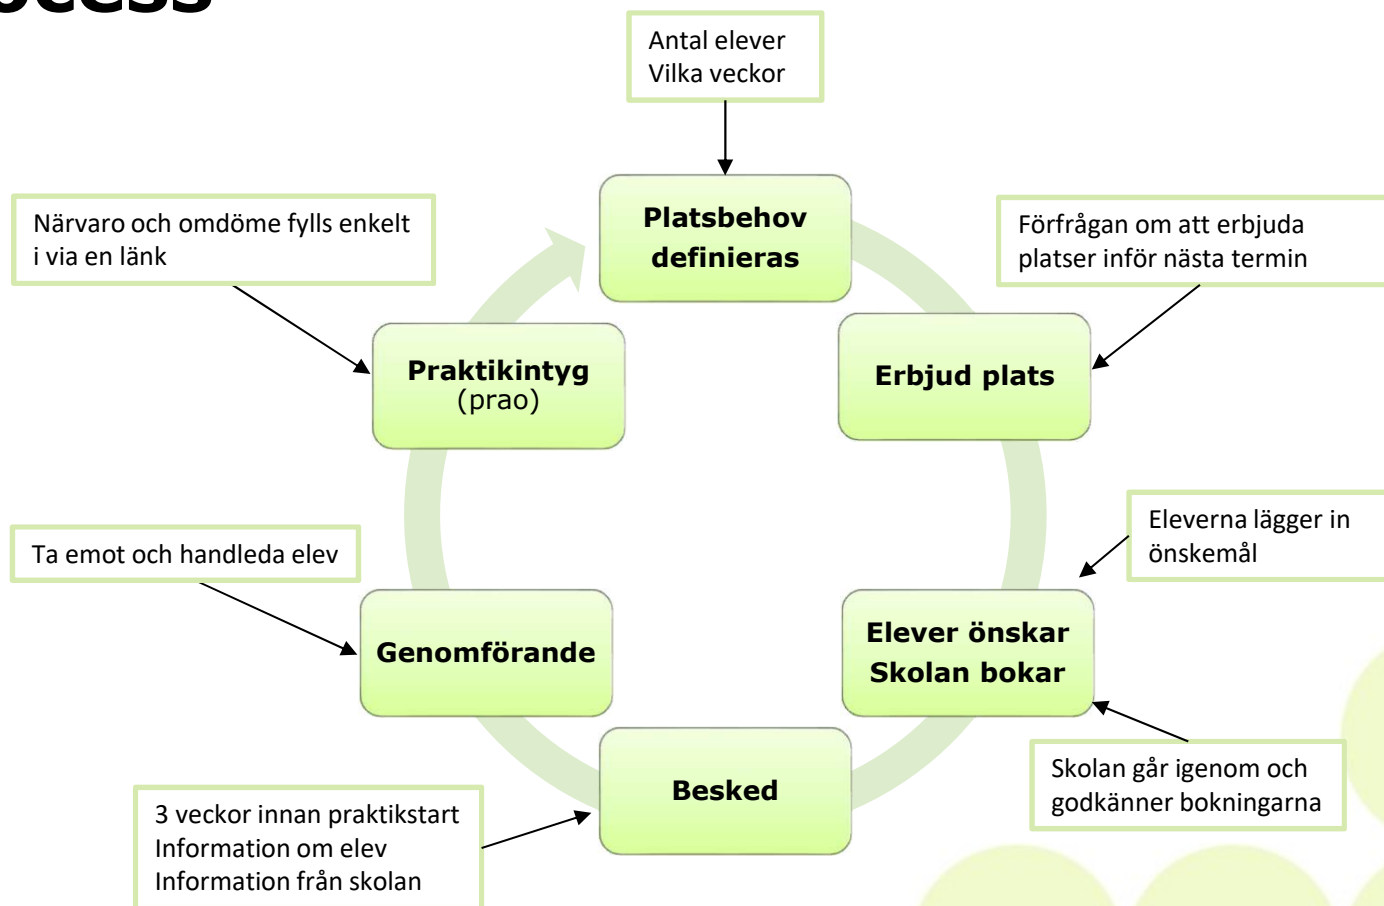 Antal elever
Vilka veckor
Platsbehov
definieras
Närvaro och omdöme fylls enkelt
i via en länk
Förfrågan om att erbjuda
platser inför nästa termin
Praktikintyg
(prao)
Erbjud plats
Eleverna lägger in
önskemål
Ta emot och handleda elev
Genomförande
Elever önskar
Skolan bokar
Besked
Skolan går igenom och
godkänner bokningarna
3 veckor innan praktikstart
Information om elev
Information från skolan